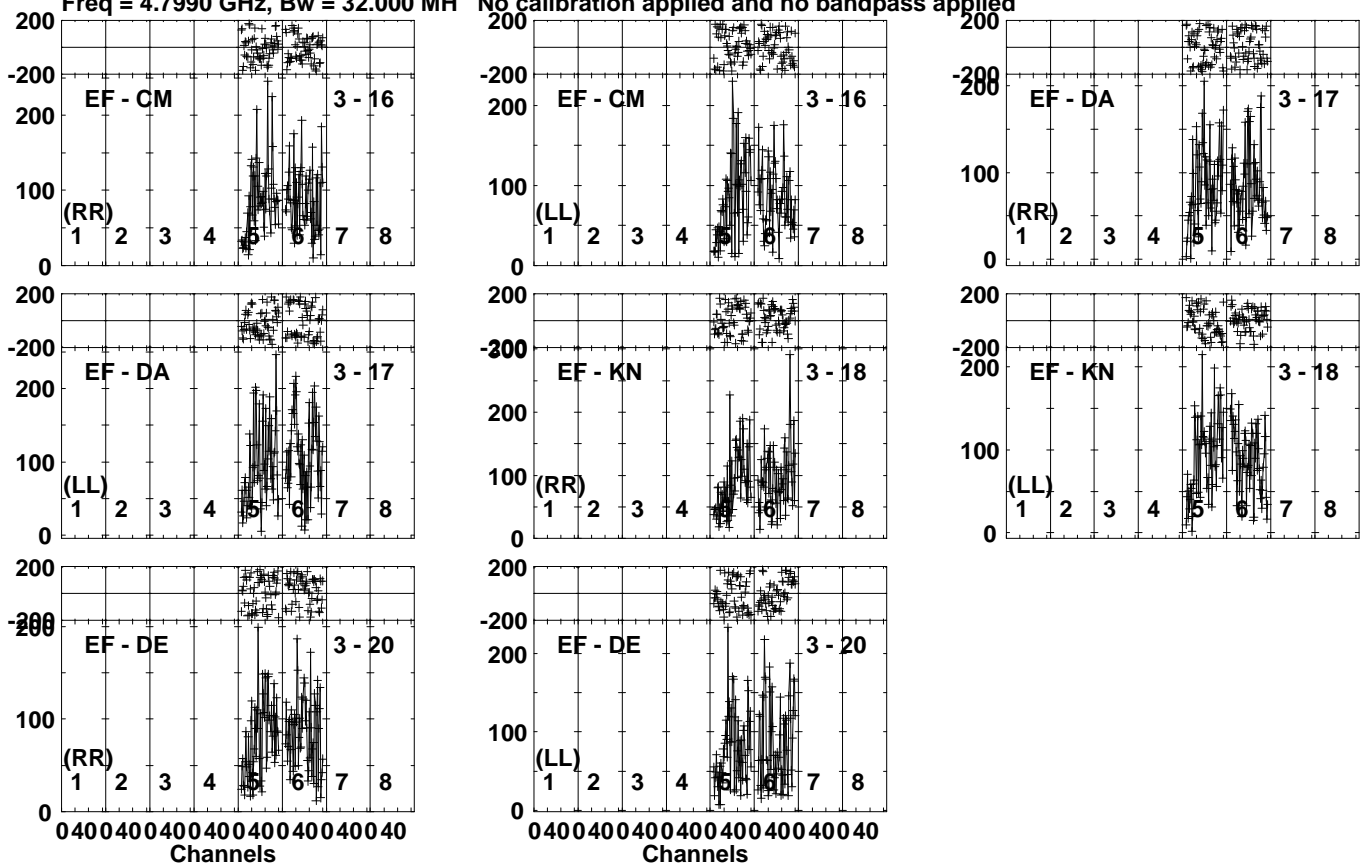 Freq = 4.7990 GHz, Bw = 32.000 MH No calibration applied and no bandpass applied
200 200 200
-200 -200 -200
EF - CM 3 - 16 EF - CM 3 - 16 EF - DA 3 - 17
200 200 200
100 100 100
(RR) (LL) (RR)
1 2 3 4 5 6 7 8 1 2 3 4 5 6 7 8 1 2 3 4 5 6 7 8
0 0 0
200 200 200
-200 -200 -200
300
EF - DA 3 - 17 EF - KN 3 - 18 EF - KN 3 - 18
200 200 200
100 100 100
(LL) (RR) (LL)
1 2 3 4 5 6 7 8 1 2 3 4 5 6 7 8 1 2 3 4 5 6 7 8
0 0 0
200 200
-200 -200
200
EF - DE 3 - 20 EF - DE 3 - 20
200
100 100
(RR) (LL)
1 2 3 4 5 6 7 8 1 2 3 4 5 6 7 8
0 0
0 40 0 40 0 40 0 40 0 40 0 40 0 40 0 40 0 40 0 40 0 40 0 40 0 40 0 40 0 40 0 40
Channels Channels